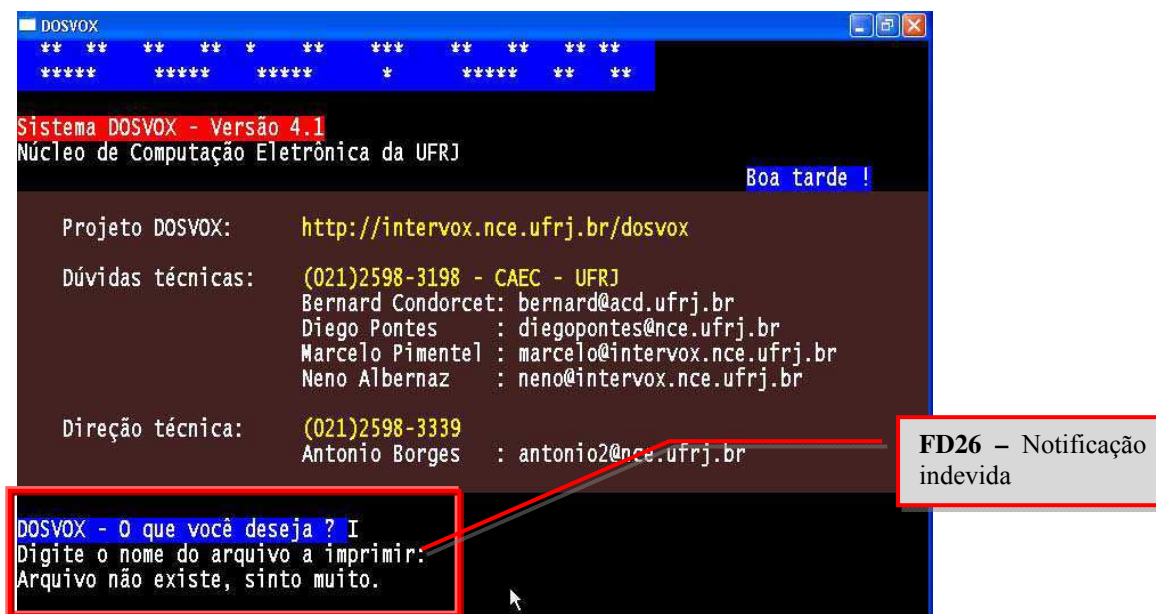 DOSVOX
** ** ** ** * ** *** ** ** ** **
***** ***** ***** * ***** ** **
Sistema DOSVOX - Versão 4.1
Núcleo de Computação Eletrônica da UFRJ
Boa tarde !
Projeto DOSVOX: http://intervox.nce.ufrj.br/dosvox
Dúvidas técnicas: (021)2598-3198 - CAEC - UFRJ
Bernard Condorcet: bernard@acd.ufrj.br
Diego Pontes : diegopontes@nce.ufrj.br
Marcelo Pimentel : marcelo@intervox.nce.ufrj.br
Neno Albernaz : neno@intervox.nce.ufrj.br
Direção técnica: (021)2598-3339
Antonio Borges : antonio2@nce.ufrj.br
FD26 – Notificação
indevida
DOSVOX - O que você deseja ? I
Digite o nome do arquivo a imprimir:
Arquivo não existe, sinto muito.